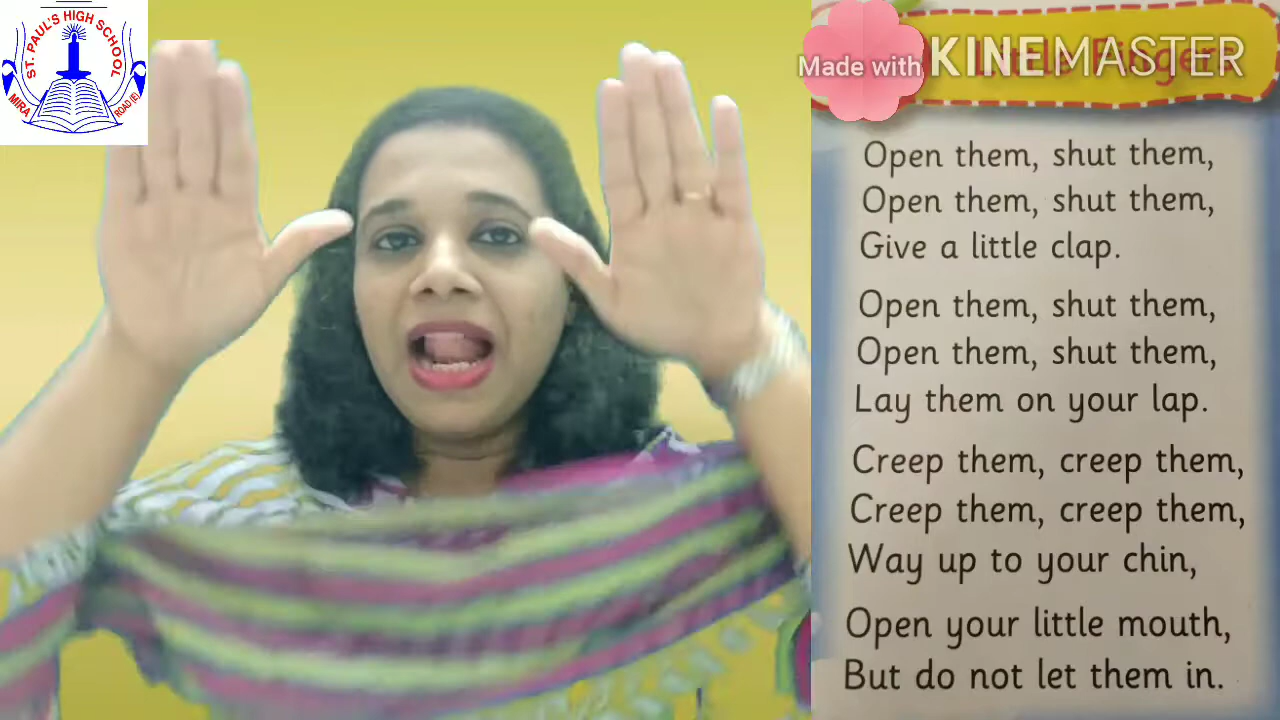 ST. PAUL'S HIGH SCHOOL
MIRA ROAD (E)
Made with KINEMASTER
Little Fingers
Open them, shut them,
Open them, shut them,
Give a little clap.
Open them, shut them,
Open them, shut them,
Lay them on your lap.
Creep them, creep them,
Creep them, creep them,
Way up to your chin,
Open your little mouth,
But do not let them in.